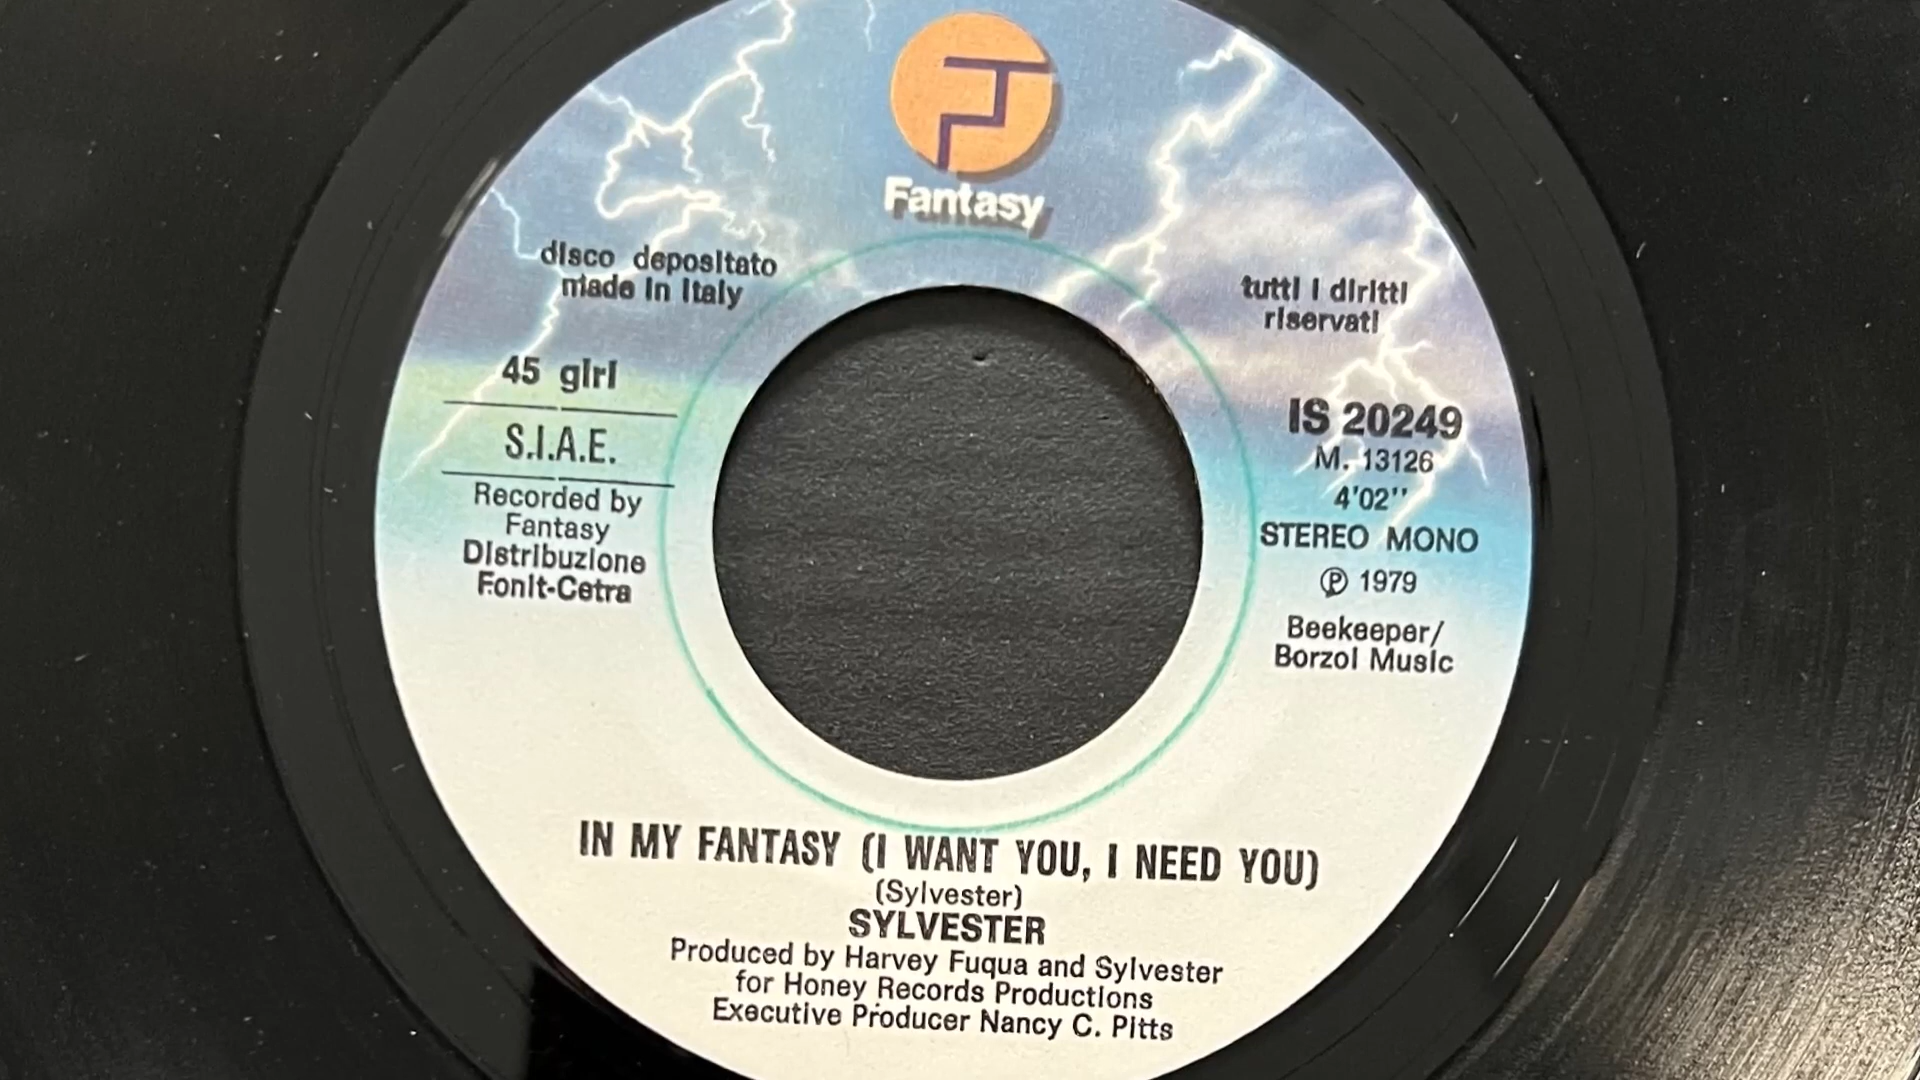 Fantasy
disco depositato
made in Italy
tutti i diritti
riservati
45 giri
S.I.A.E.
Recorded by
Fantasy
Distribuzione
Fonit-Cetra
IS 20249
M. 13126
4'02''
STEREO MONO
Ⓟ 1979
Beekeeper/
Borzoi Music
IN MY FANTASY (I WANT YOU, I NEED YOU)
(Sylvester)
SYLVESTER
Produced by Harvey Fuqua and Sylvester
for Honey Records Productions
Executive Producer Nancy C. Pitts